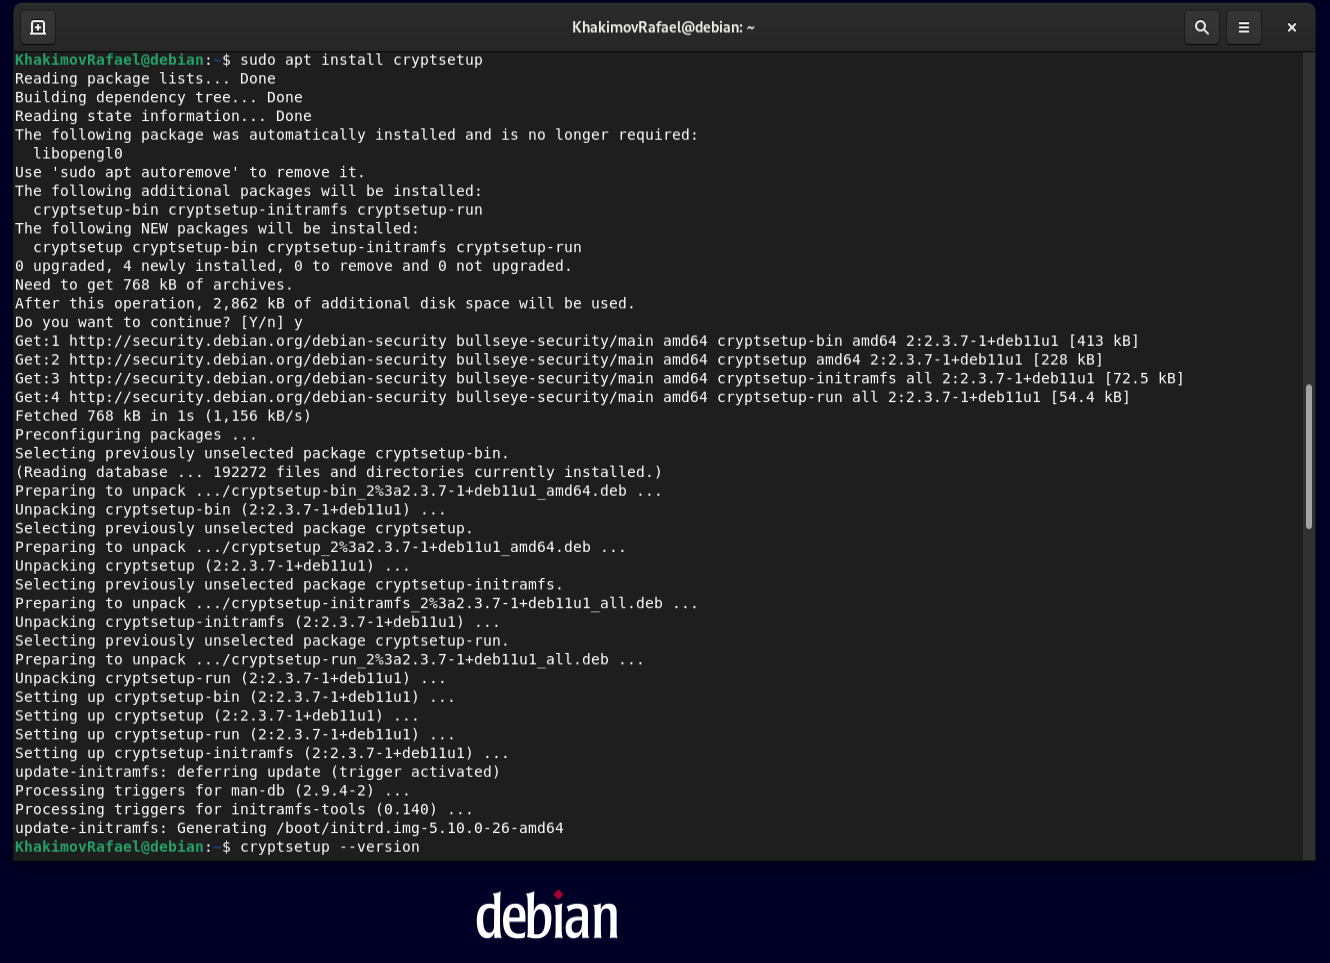 KhakimovRafael@debian: ~
KhakimovRafael@debian:~$ sudo apt install cryptsetup
Reading package lists... Done
Building dependency tree... Done
Reading state information... Done
The following package was automatically installed and is no longer required:
  libopengl0
Use 'sudo apt autoremove' to remove it.
The following additional packages will be installed:
  cryptsetup-bin cryptsetup-initramfs cryptsetup-run
The following NEW packages will be installed:
  cryptsetup cryptsetup-bin cryptsetup-initramfs cryptsetup-run
0 upgraded, 4 newly installed, 0 to remove and 0 not upgraded.
Need to get 768 kB of archives.
After this operation, 2,862 kB of additional disk space will be used.
Do you want to continue? [Y/n] y
Get:1 http://security.debian.org/debian-security bullseye-security/main amd64 cryptsetup-bin amd64 2:2.3.7-1+deb11u1 [413 kB]
Get:2 http://security.debian.org/debian-security bullseye-security/main amd64 cryptsetup amd64 2:2.3.7-1+deb11u1 [228 kB]
Get:3 http://security.debian.org/debian-security bullseye-security/main amd64 cryptsetup-initramfs all 2:2.3.7-1+deb11u1 [72.5 kB]
Get:4 http://security.debian.org/debian-security bullseye-security/main amd64 cryptsetup-run all 2:2.3.7-1+deb11u1 [54.4 kB]
Fetched 768 kB in 1s (1,156 kB/s)
Preconfiguring packages ...
Selecting previously unselected package cryptsetup-bin.
(Reading database ... 192272 files and directories currently installed.)
Preparing to unpack .../cryptsetup-bin_2%3a2.3.7-1+deb11u1_amd64.deb ...
Unpacking cryptsetup-bin (2:2.3.7-1+deb11u1) ...
Selecting previously unselected package cryptsetup.
Preparing to unpack .../cryptsetup_2%3a2.3.7-1+deb11u1_amd64.deb ...
Unpacking cryptsetup (2:2.3.7-1+deb11u1) ...
Selecting previously unselected package cryptsetup-initramfs.
Preparing to unpack .../cryptsetup-initramfs_2%3a2.3.7-1+deb11u1_all.deb ...
Unpacking cryptsetup-initramfs (2:2.3.7-1+deb11u1) ...
Selecting previously unselected package cryptsetup-run.
Preparing to unpack .../cryptsetup-run_2%3a2.3.7-1+deb11u1_all.deb ...
Unpacking cryptsetup-run (2:2.3.7-1+deb11u1) ...
Setting up cryptsetup-bin (2:2.3.7-1+deb11u1) ...
Setting up cryptsetup (2:2.3.7-1+deb11u1) ...
Setting up cryptsetup-run (2:2.3.7-1+deb11u1) ...
Setting up cryptsetup-initramfs (2:2.3.7-1+deb11u1) ...
update-initramfs: deferring update (trigger activated)
Processing triggers for man-db (2.9.4-2) ...
Processing triggers for initramfs-tools (0.140) ...
update-initramfs: Generating /boot/initrd.img-5.10.0-26-amd64
KhakimovRafael@debian:~$ cryptsetup --version
debian